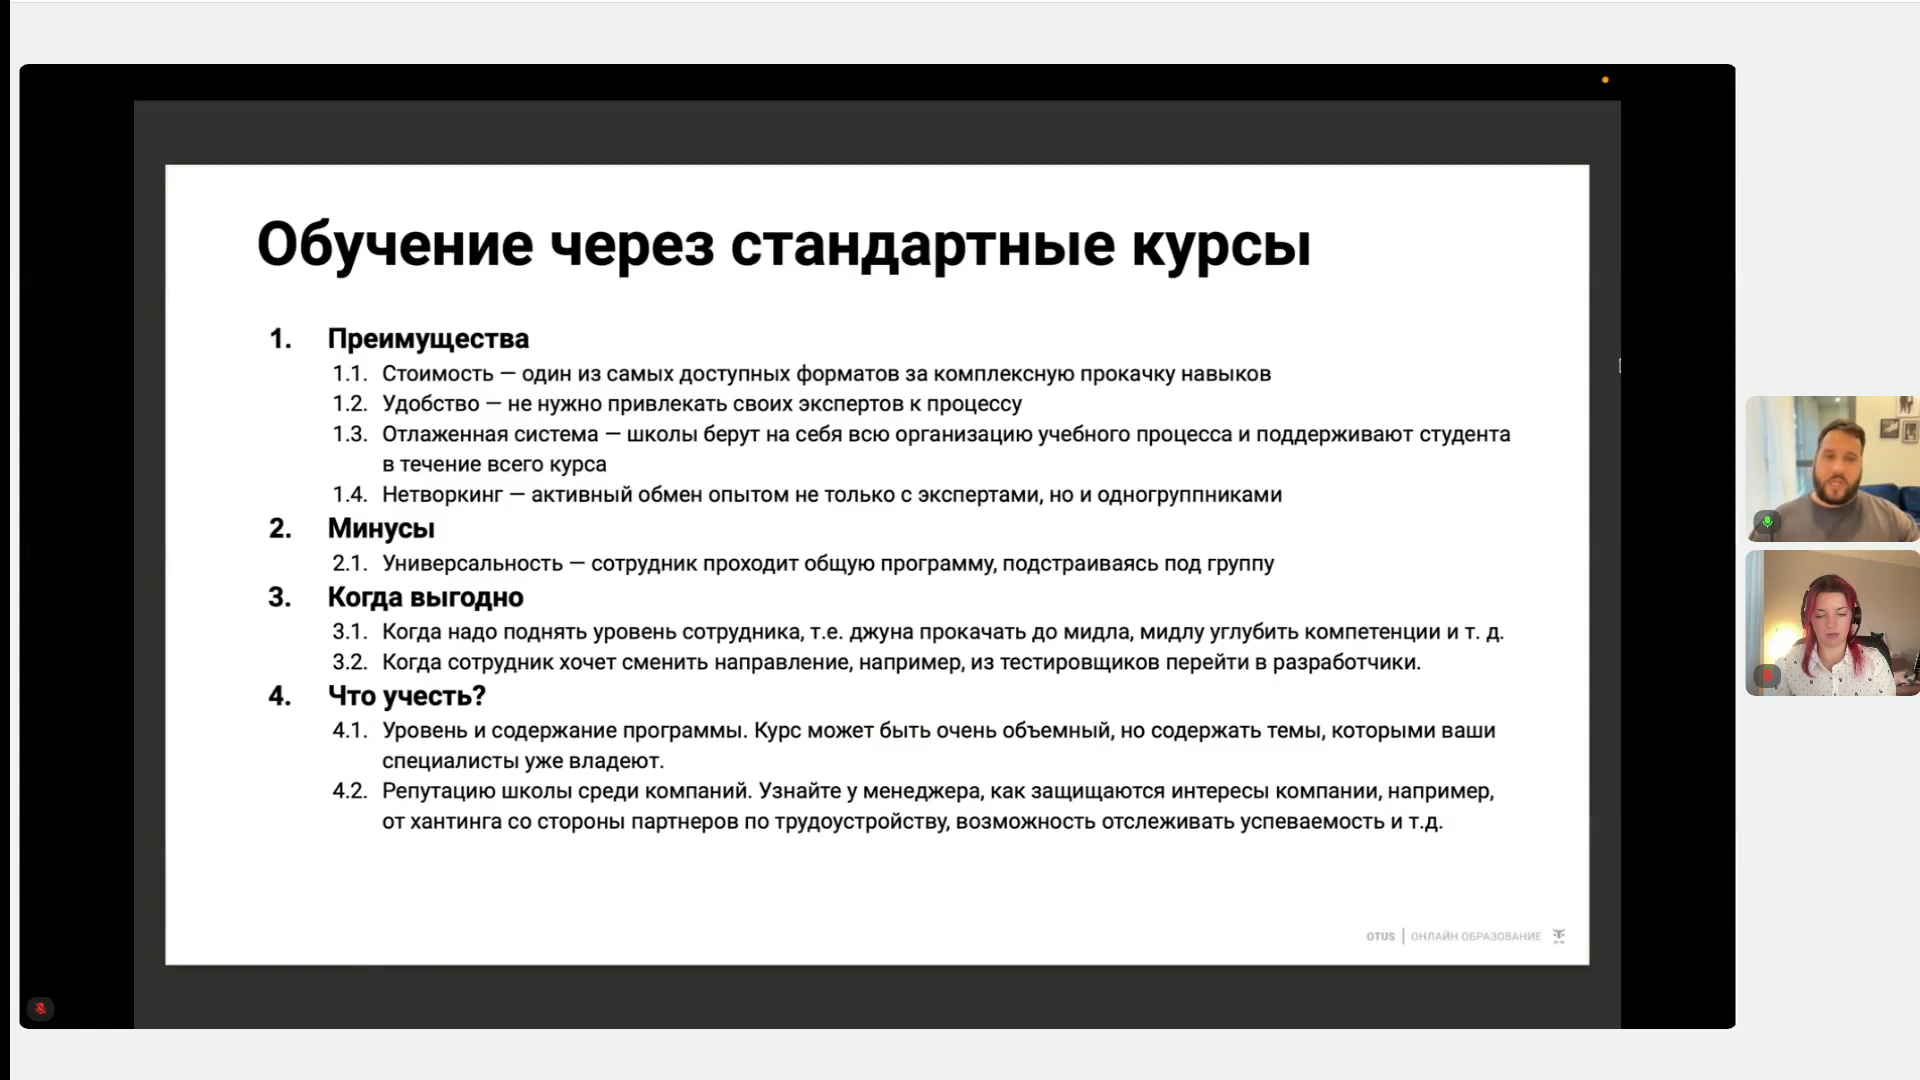 Обучение через стандартные курсы
1. Преимущества
1.1. Стоимость — один из самых доступных форматов за комплексную прокачку навыков
1.2. Удобство — не нужно привлекать своих экспертов к процессу
1.3. Отлаженная система — школы берут на себя всю организацию учебного процесса и поддерживают студента
в течение всего курса
1.4. Нетворкинг — активный обмен опытом не только с экспертами, но и одногруппниками
2. Минусы
2.1. Универсальность — сотрудник проходит общую программу, подстраиваясь под группу
3. Когда выгодно
3.1. Когда надо поднять уровень сотрудника, т.е. джуна прокачать до мидла, мидлу углубить компетенции и т. д.
3.2. Когда сотрудник хочет сменить направление, например, из тестировщиков перейти в разработчики.
4. Что учесть?
4.1. Уровень и содержание программы. Курс может быть очень объемный, но содержать темы, которыми ваши
специалисты уже владеют.
4.2. Репутацию школы среди компаний. Узнайте у менеджера, как защищаются интересы компании, например,
от хантинга со стороны партнеров по трудоустройству, возможность отслеживать успеваемость и т.д.
OTUS | ОНЛАЙН ОБРАЗОВАНИЕ